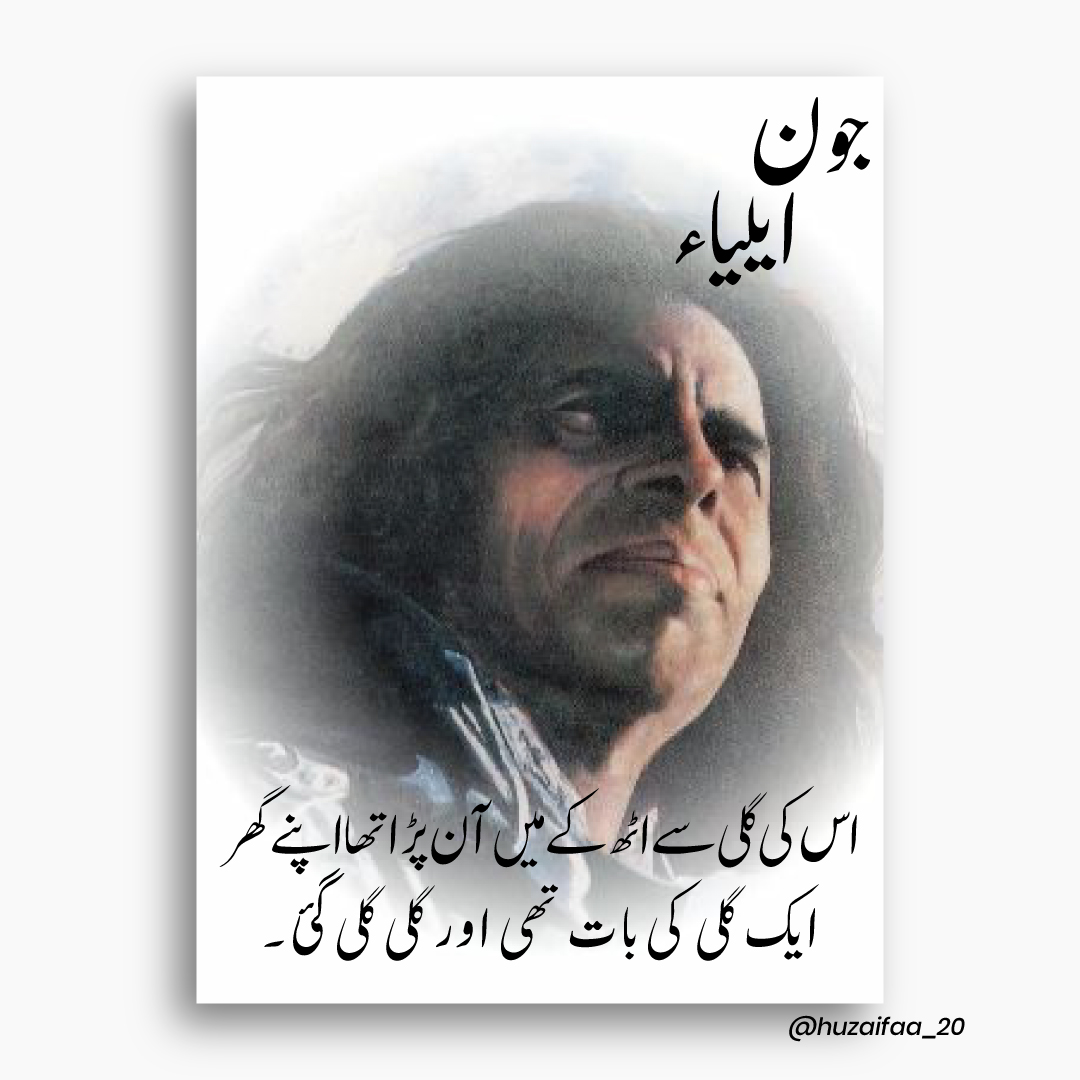 جون
ایلیاء
اس کی گلی سے اٹھ کے میں آن پڑا تھا اپنے گھر
ایک گلی کی بات تھی اور گلی گلی گئی۔
@huzaifaa_20